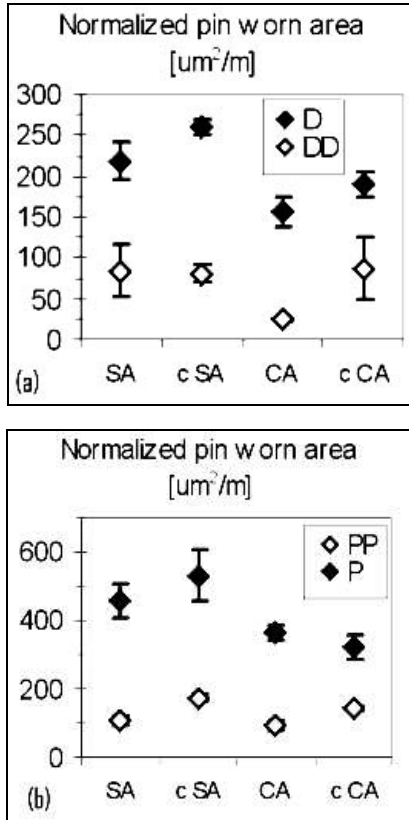 Normalized pin worn area
[um²/m]
300
250
200
150
100
50
0
D
DD
SA
c SA
CA
c CA
(a)
Normalized pin worn area
[um²/m]
600
400
200
0
PP
P
SA
c SA
CA
c CA
(b)